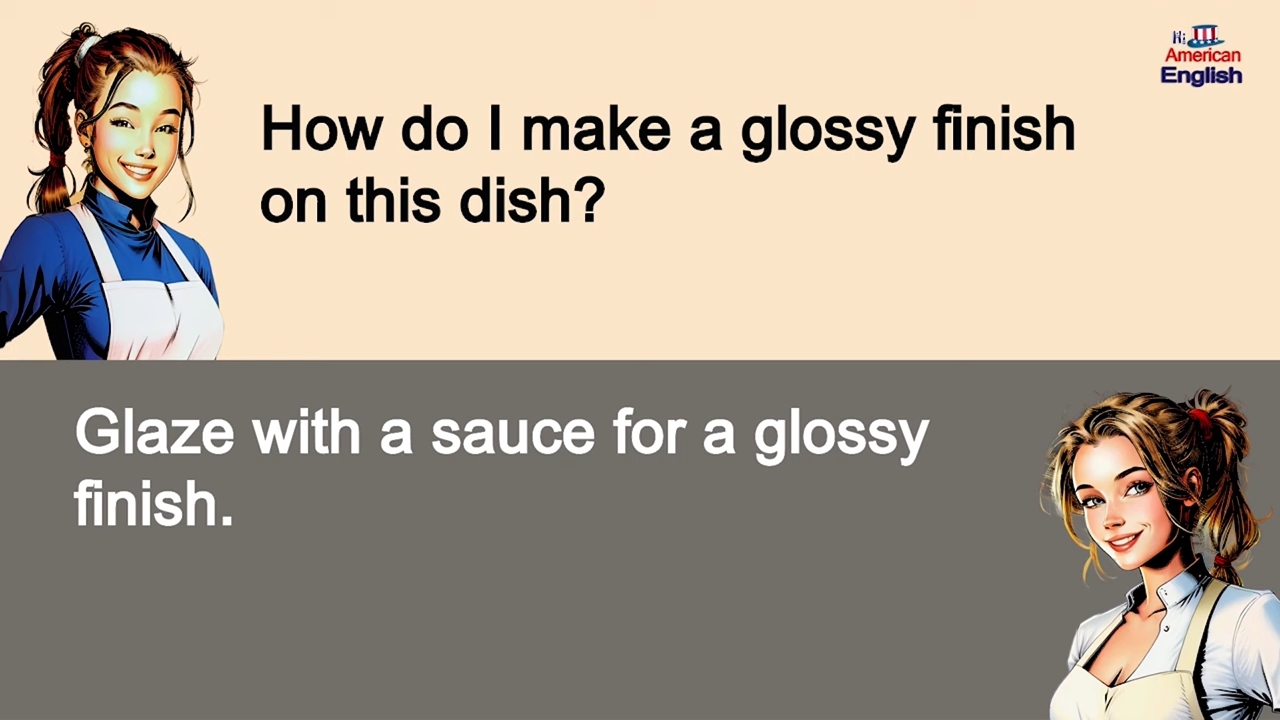 Hi
American
English
How do I make a glossy finish
on this dish?
Glaze with a sauce for a glossy
finish.